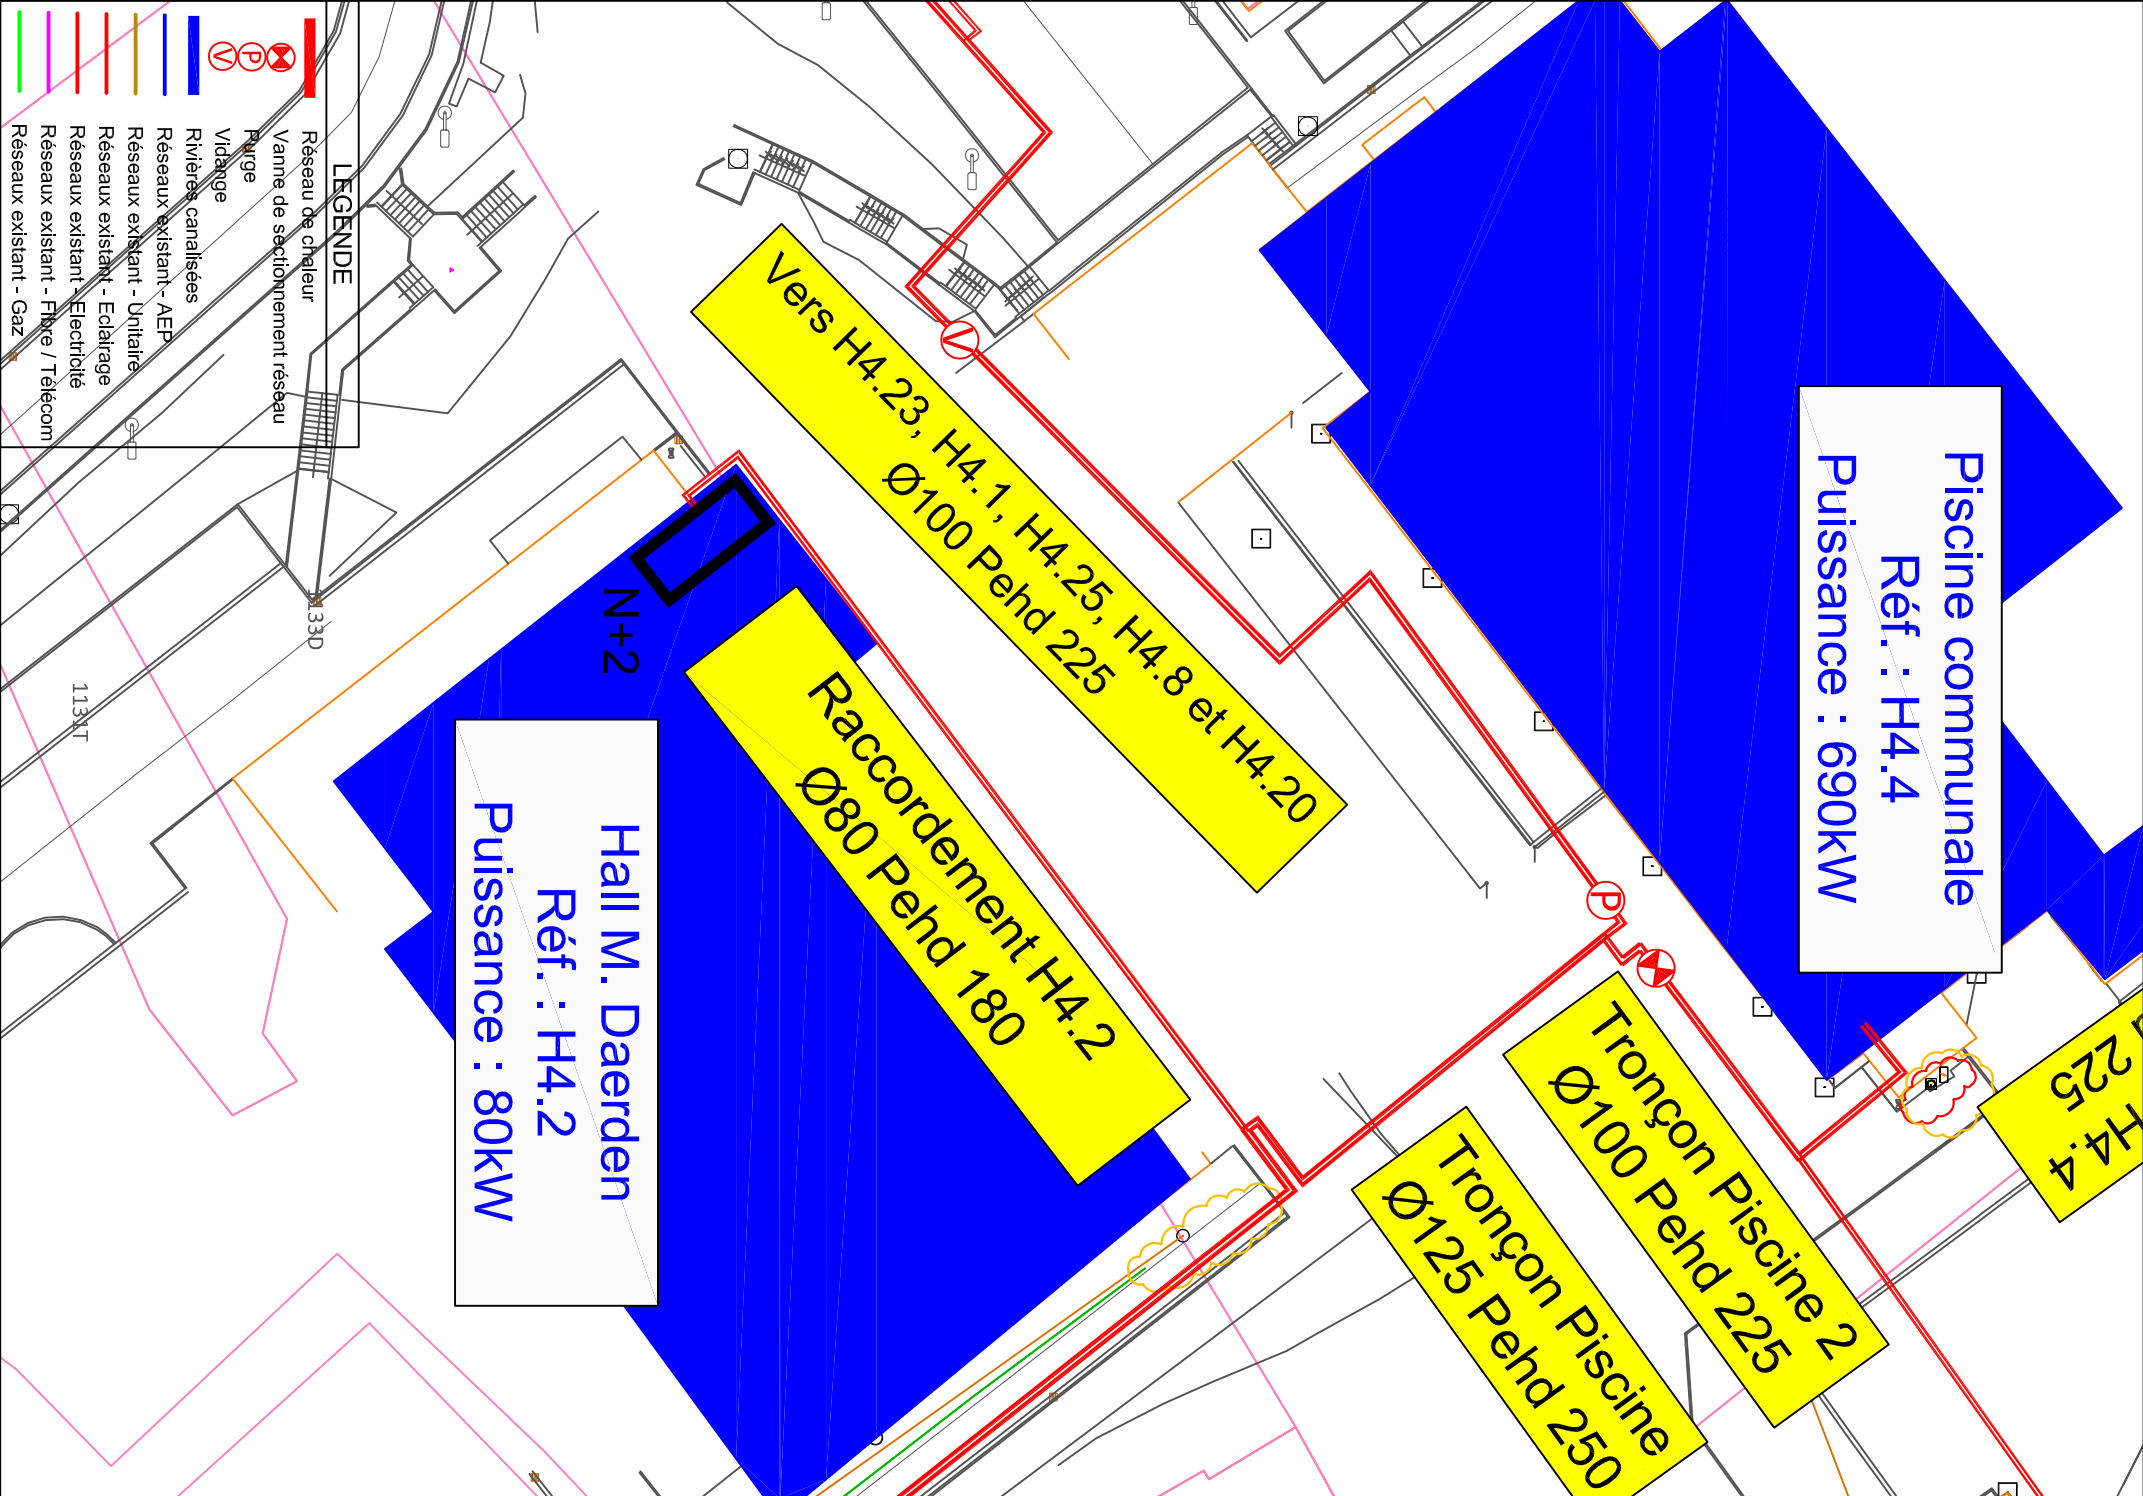 LEGENDE
Réseau de chaleur
Vanne de sectionnement réseau
P
Purge
V
Vidange
Rivières canalisées
Réseaux existant - AEP
Réseaux existant - Unitaire
Réseaux existant - Eclairage
Réseaux existant - Electricité
Réseaux existant - Fibre / Télécom
Réseaux existant - Gaz
Piscine communale
Réf. : H4.4
Puissance : 690kW
Vers H4.23, H4.1, H4.25, H4.8 et H4.20
Ø100 Pehd 225
V
P
N+2
Raccordement H4.2
Ø80 Pehd 180
Hall M. Daerden
Réf. : H4.2
Puissance : 80kW
Tronçon Piscine 2
Ø100 Pehd 225
Tronçon Piscine
Ø125 Pehd 250
H4.4
225
1131T